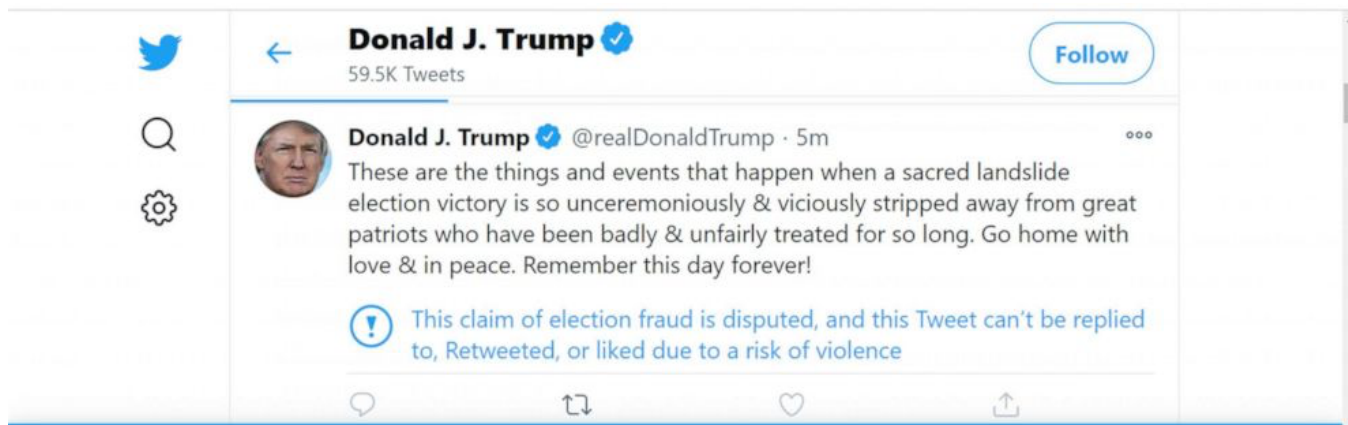 Donald J. Trump
59.5K Tweets
Follow
Donald J. Trump @realDonaldTrump · 5m
These are the things and events that happen when a sacred landslide
election victory is so unceremoniously & viciously stripped away from great
patriots who have been badly & unfairly treated for so long. Go home with
love & in peace. Remember this day forever!
This claim of election fraud is disputed, and this Tweet can't be replied
to, Retweeted, or liked due to a risk of violence